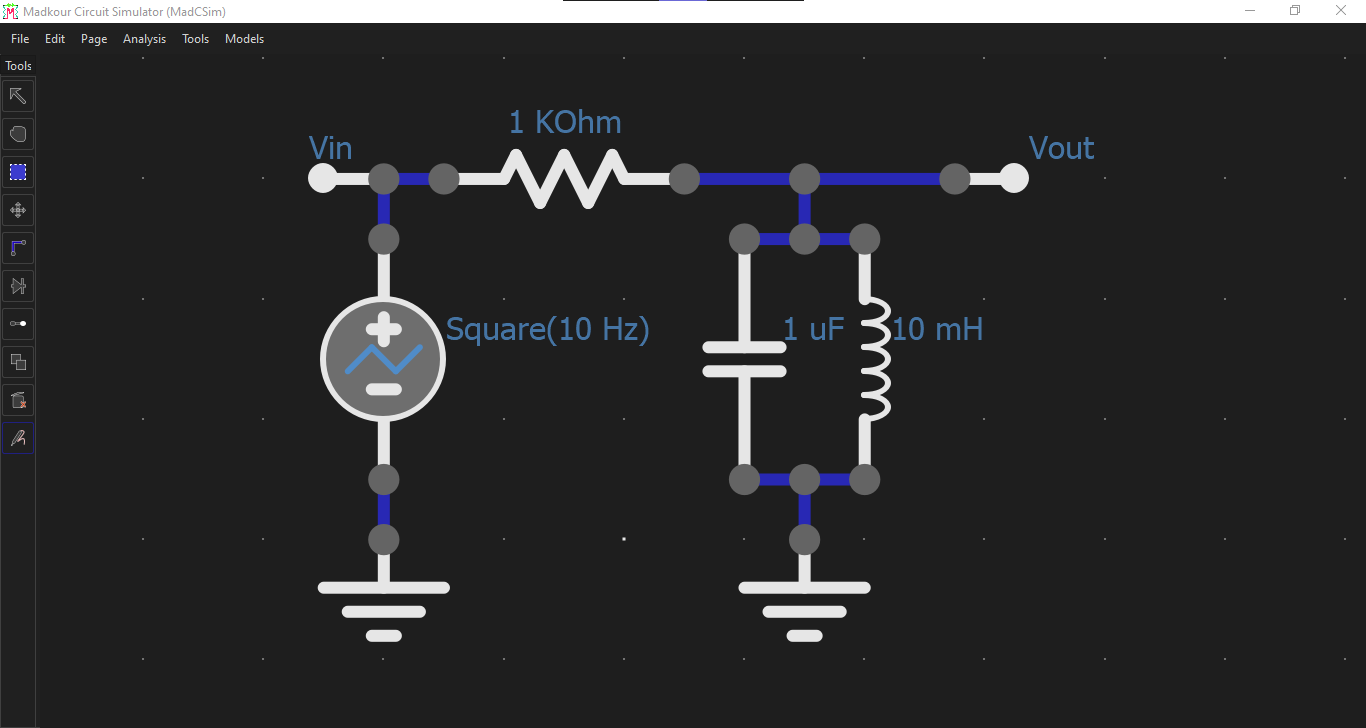 Madkour Circuit Simulator (MadCSim)
File Edit Page Analysis Tools Models
Tools
1 KOhm
Vin
Vout
Square(10 Hz)
1 uF
10 mH